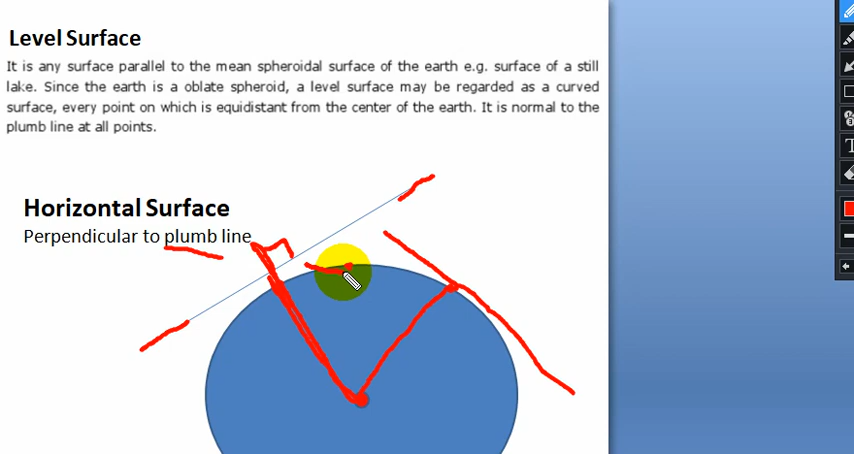 Level Surface
It is any surface parallel to the mean spheroidal surface of the earth e.g. surface of a still
lake. Since the earth is a oblate spheroid, a level surface may be regarded as a curved
surface, every point on which is equidistant from the center of the earth. It is normal to the
plumb line at all points.
Horizontal Surface
Perpendicular to plumb line